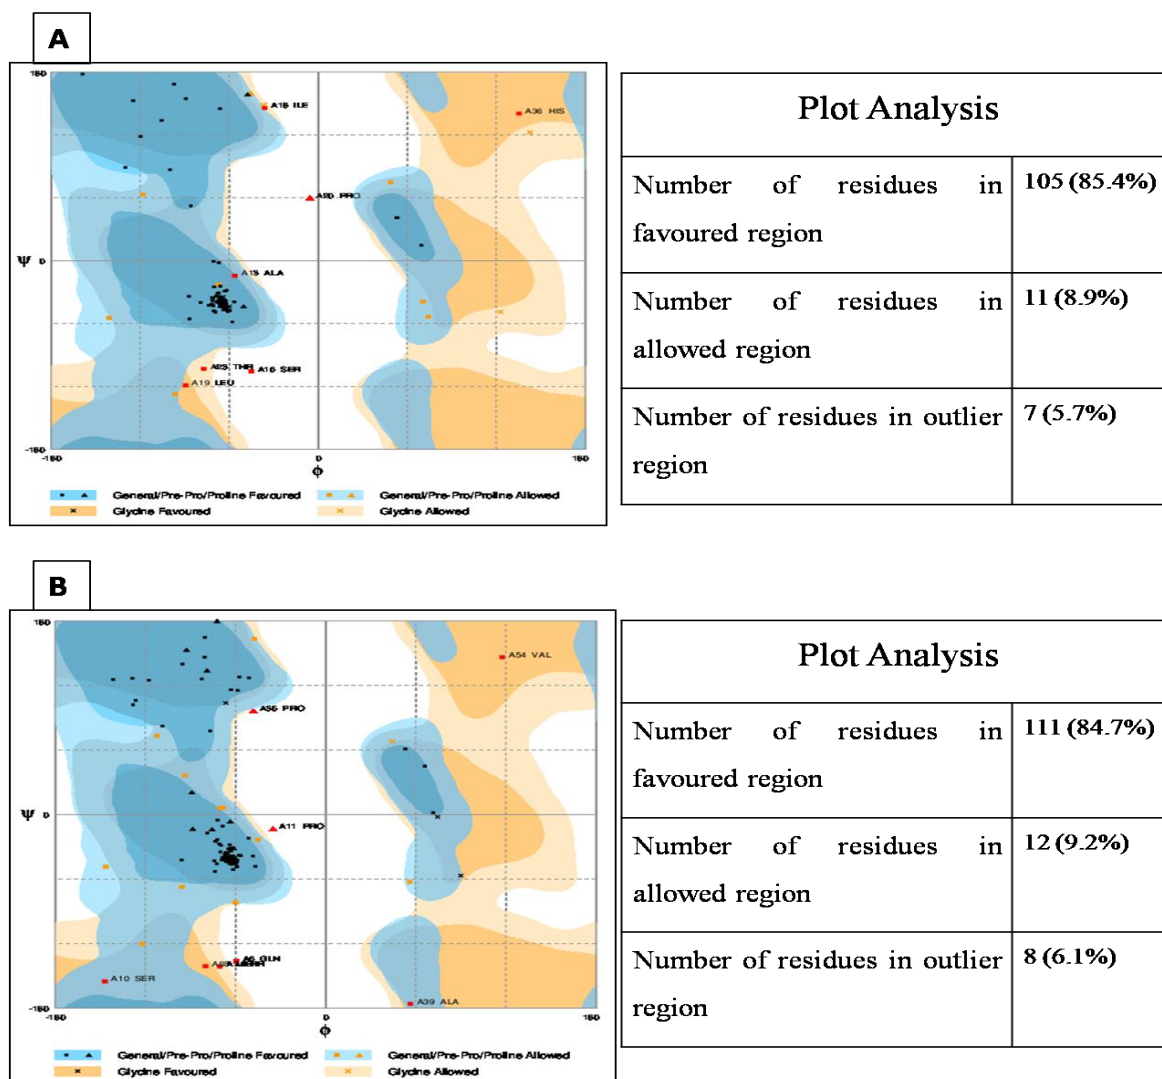 A
180
A18 ILE
A36 HIS
A20 PRO
Ψ 0
A13 ALA
A23 THR
A16 SER
A19 LEU
-180
-180
0
180
Φ
General/Pre-Pro/Proline Favoured
General/Pre-Pro/Proline Allowed
Glycine Favoured
Glycine Allowed
Plot Analysis
Number of residues in
favoured region
105 (85.4%)
Number of residues in
allowed region
11 (8.9%)
Number of residues in outlier
region
7 (5.7%)
B
180
A54 VAL
PRO
Ψ 0
A11 PRO
GLN
A10 SER
A39 ALA
-180
-180
0
180
Φ
General/Pre-Pro/Proline Favoured
General/Pre-Pro/Proline Allowed
Glycine Favoured
Glycine Allowed
Plot Analysis
Number of residues in
favoured region
111 (84.7%)
Number of residues in
allowed region
12 (9.2%)
Number of residues in outlier
region
8 (6.1%)